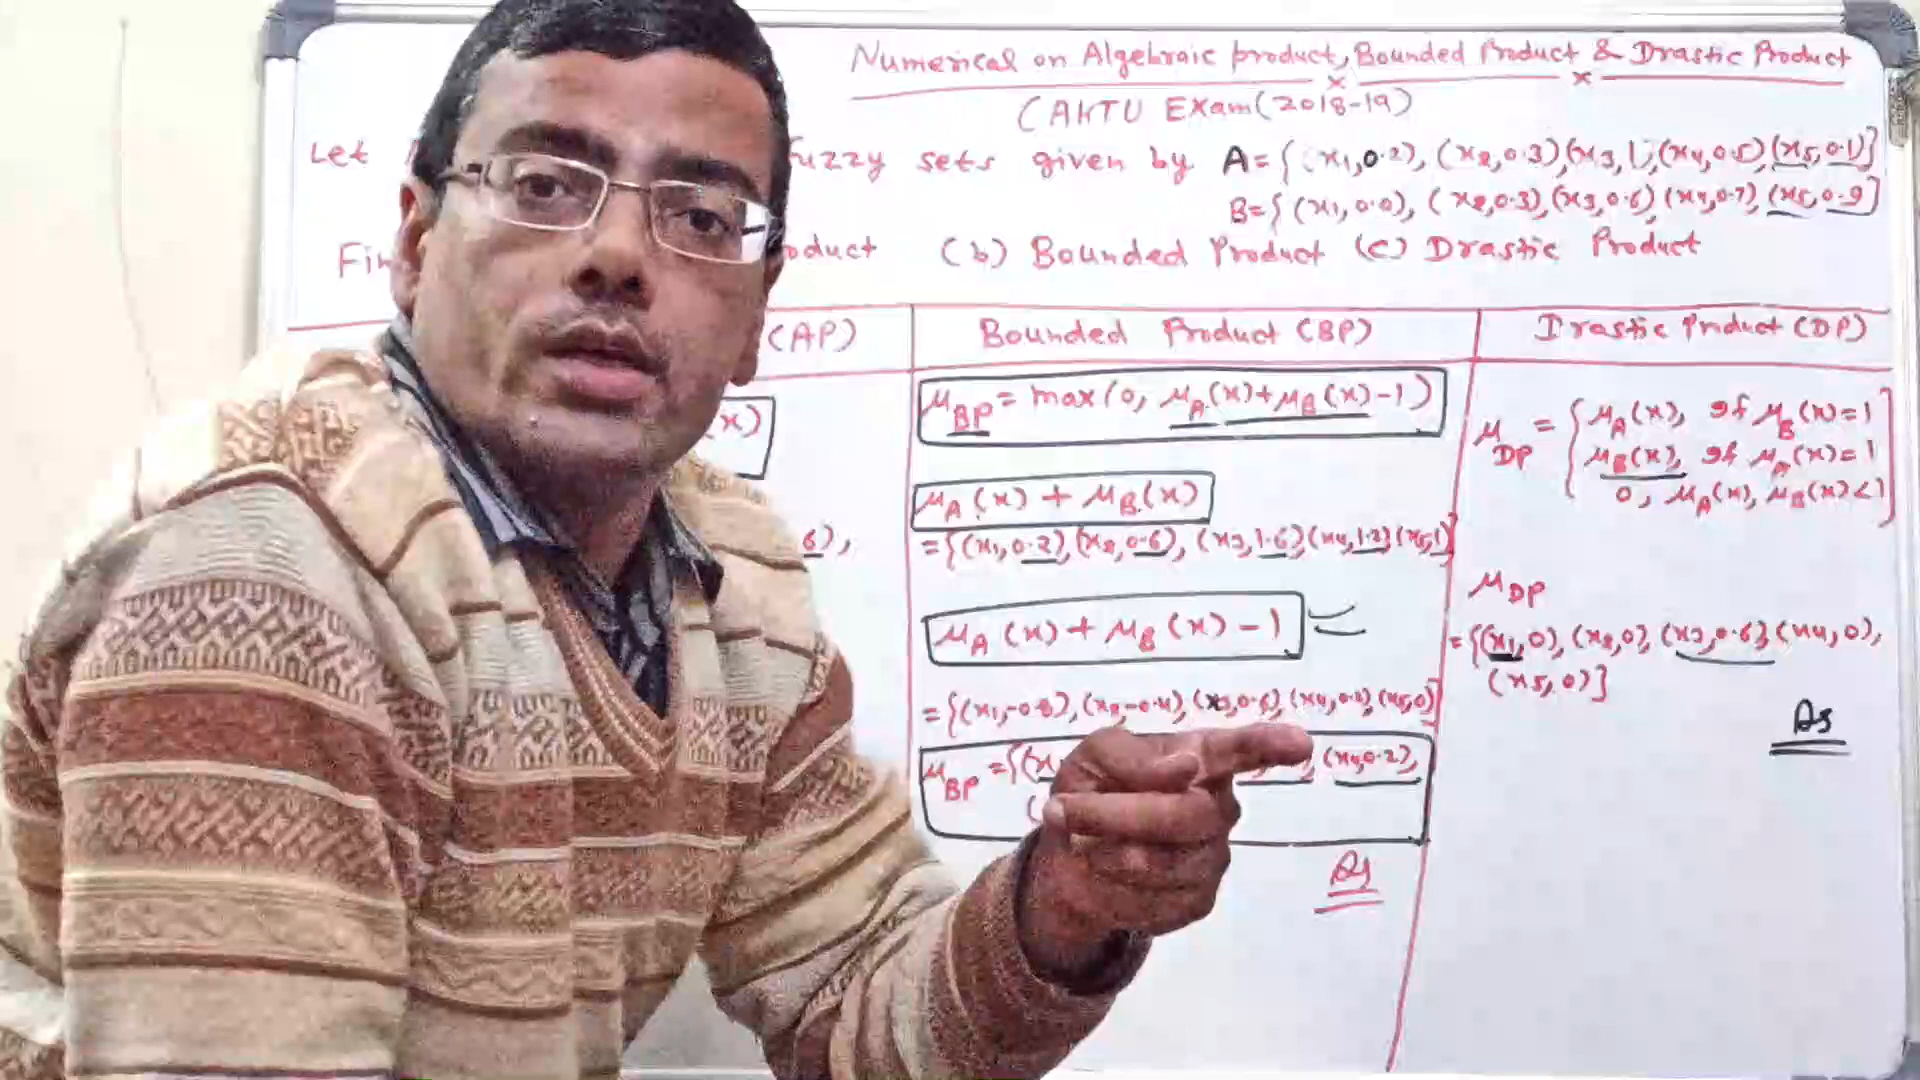 Numerical on Algebraic product, Bounded Product & Drastic Product
(AKTU Exam(2018-19)
Let fuzzy sets given by A={(x1,0.2), (x2,0.3)(x3,1),(x4,0.5)(x5,0.1)}
B={(x1,0.0), (x2,0.3),(x3,0.6),(x4,0.7),(x5,0.9}
(b) Bounded Product (c) Drastic Product
(AP)
(x)
6),
Bounded Product (BP)
μBP = max(0, μA(x)+μB(x)-1)
μA(x) + μB(x)
={(x1,0.2),(x2,0.6),(x3,1.6)(x4,1.2)(x5,1)}
μA(x)+μB(x)-1
={(x1,-0.8),(x2,-0.4),(x3,0.6),(x4,0.2),(x5,0)}
μBP={(x (x4,0.2),
(
As
Drastic Product (DP)
μDP = { μA(x), If μB(x)=1
μB(x), If μA(x)=1
0, μA(x), μB(x)<1
μDP
={(x1,0),(x2,0),(x3,0.6),(x4,0),
(x5,0)}
As